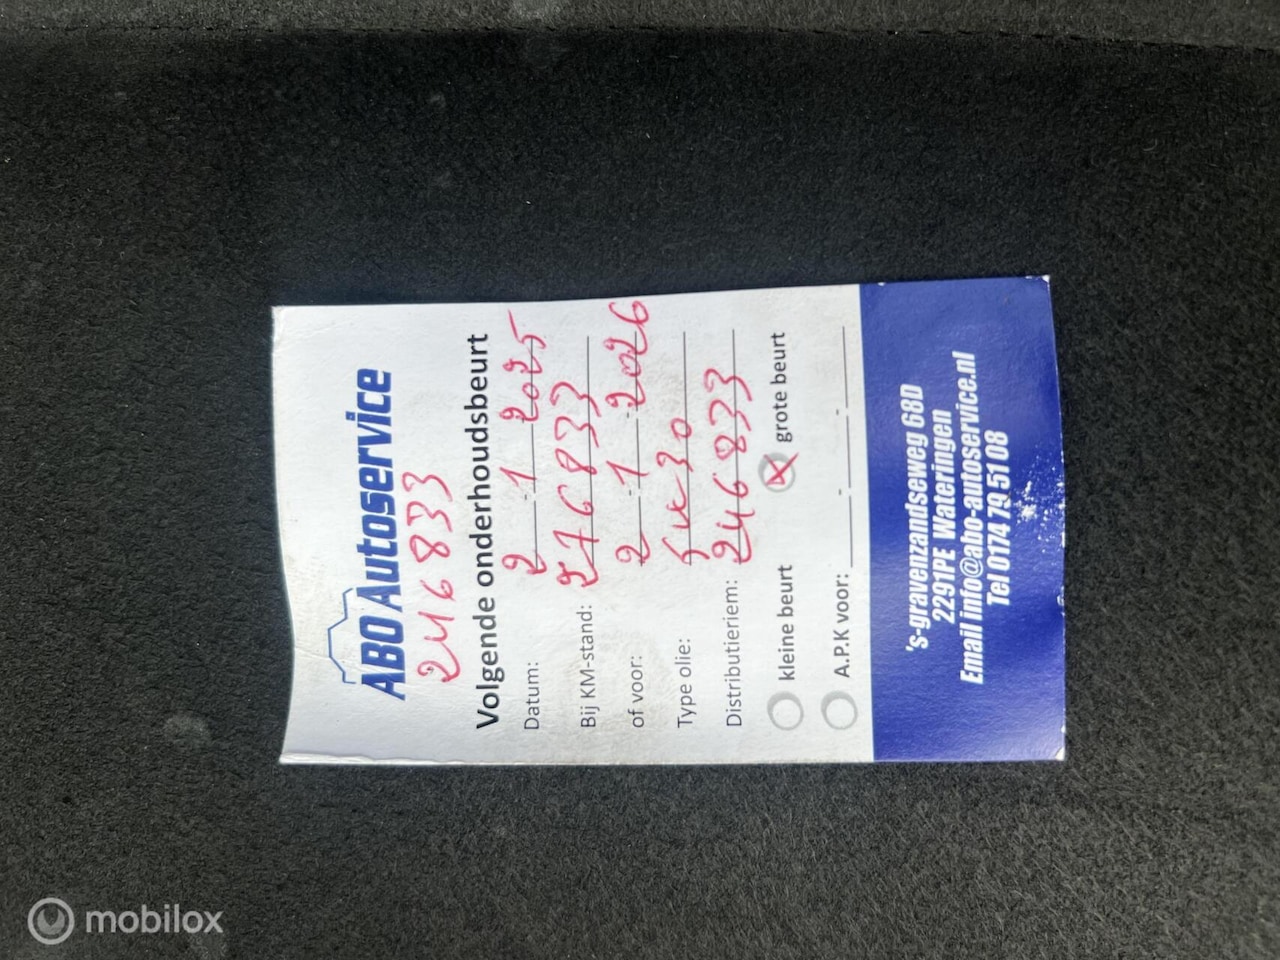 ABO Autoservice
246833
Volgende onderhoudsbeurt
Datum: 2-1-2025
Bij KM-stand: 276833
of voor: 2-1-2026
Type olie: 5w30
Distributieriem: 246833
kleine beurt grote beurt
A.P.K voor:
's-gravenzandseweg 68D
2291PE Wateringen
Email info@abo-autoservice.nl
Tel 0174 79 51 08
mobilox